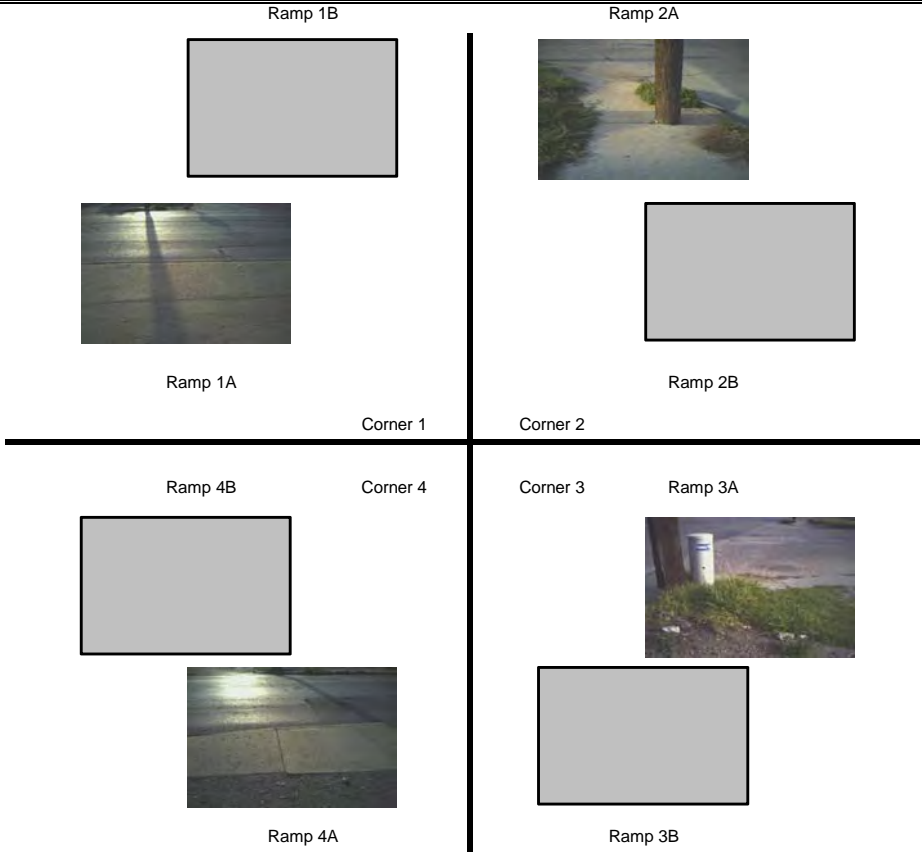 Ramp 1B Ramp 2A
Ramp 1A Ramp 2B
Corner 1 Corner 2
Ramp 4B Corner 4 Corner 3 Ramp 3A
Ramp 4A Ramp 3B